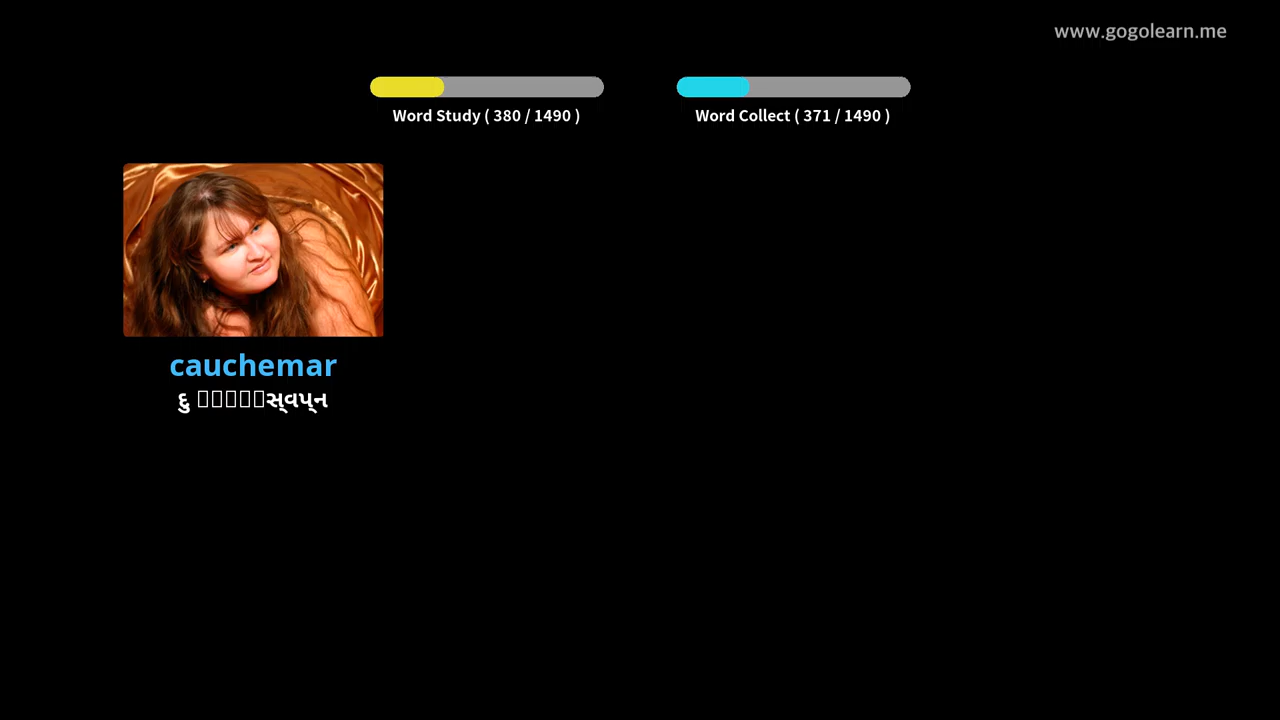 www.gogolearn.me
Word Study ( 380 / 1490 )
Word Collect ( 371 / 1490 )
cauchemar
દુ સ્વપ્ન